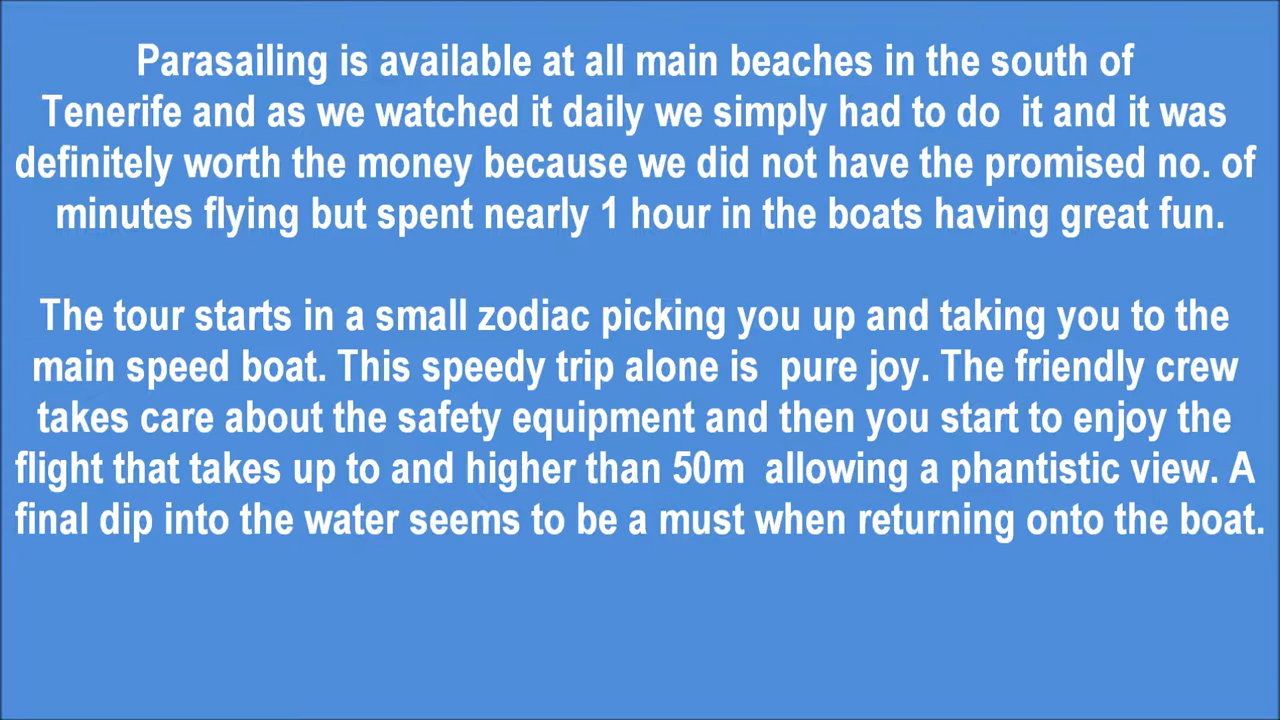 Parasailing is available at all main beaches in the south of
Tenerife and as we watched it daily we simply had to do  it and it was
definitely worth the money because we did not have the promised no. of
minutes flying but spent nearly 1 hour in the boats having great fun.
The tour starts in a small zodiac picking you up and taking you to the
main speed boat. This speedy trip alone is  pure joy. The friendly crew
takes care about the safety equipment and then you start to enjoy the
flight that takes up to and higher than 50m  allowing a phantistic view. A
final dip into the water seems to be a must when returning onto the boat.